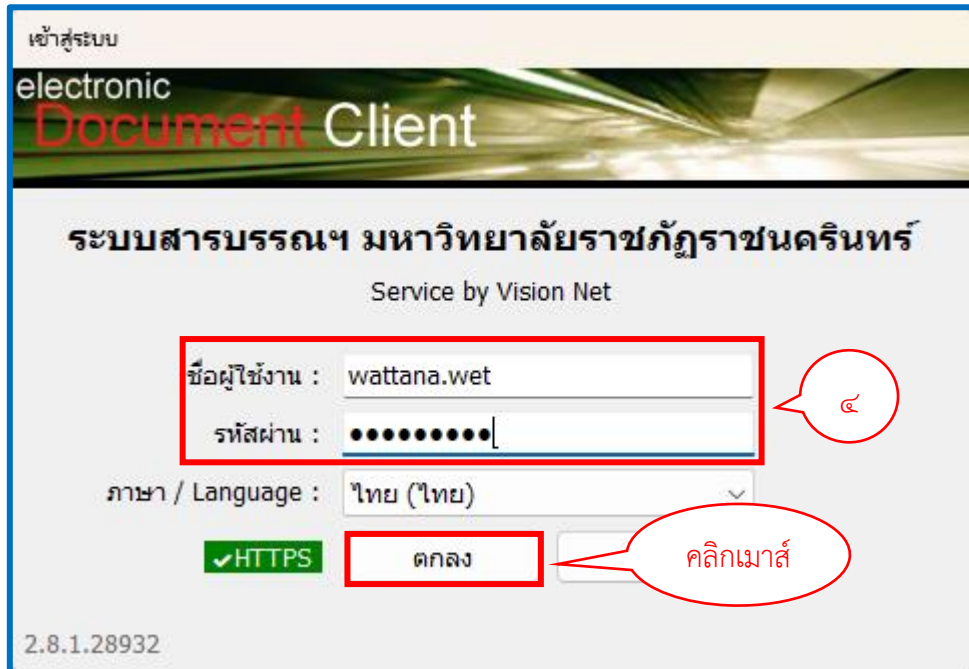 เข้าสู่ระบบ
electronic
Document Client
ระบบสารบรรณฯ มหาวิทยาลัยราชภัฏราชนครินทร์
Service by Vision Net
ชื่อผู้ใช้งาน : wattana.wet
รหัสผ่าน : ●●●●●●●●●
๔
ภาษา / Language : ไทย (ไทย)
✔HTTPS ตกลง คลิกเมาส์
2.8.1.28932